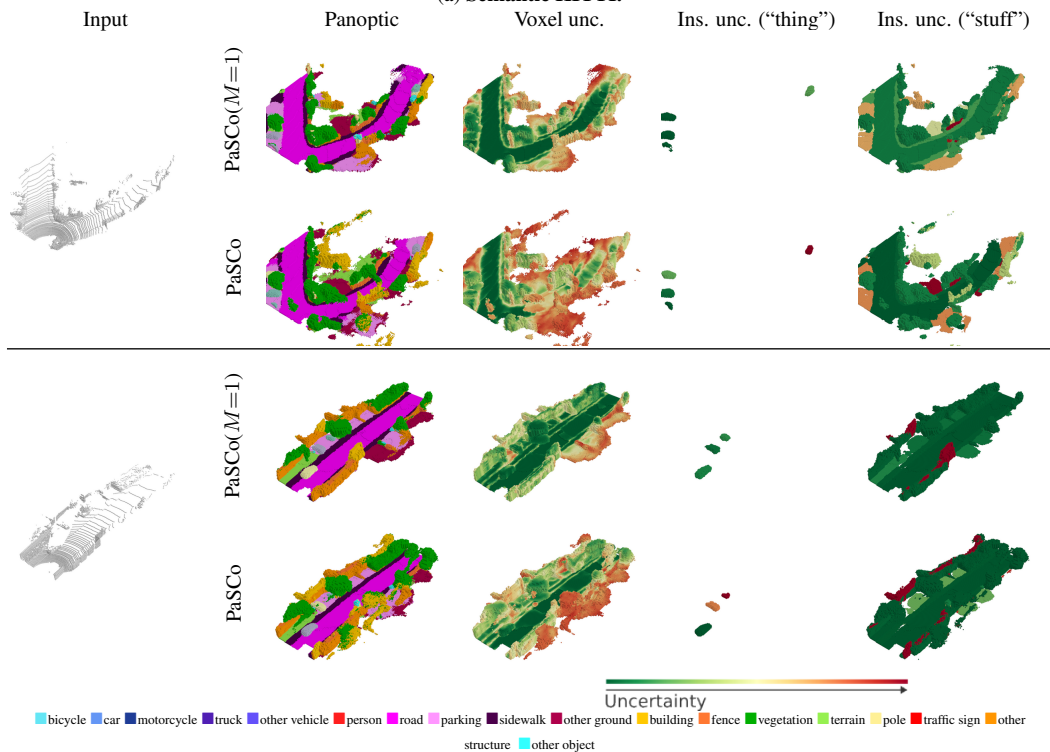 (a) Semantic KITTI.
Input Panoptic Voxel unc. Ins. unc. (“thing”) Ins. unc. (“stuff”)
PaSCo(M=1)
PaSCo
PaSCo(M=1)
PaSCo
Uncertainty
bicycle car motorcycle truck other vehicle person road parking sidewalk other ground building fence vegetation terrain pole traffic sign other
structure other object